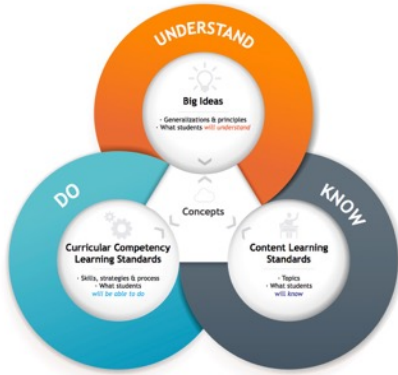 UNDERSTAND
Big Ideas
- Generalizations & principles
- What students will understand
Concepts
DO
Curricular Competency
Learning Standards
- Skills, strategies & process
- What students
will be able to do
KNOW
Content Learning
Standards
- Topics
- What students
will know